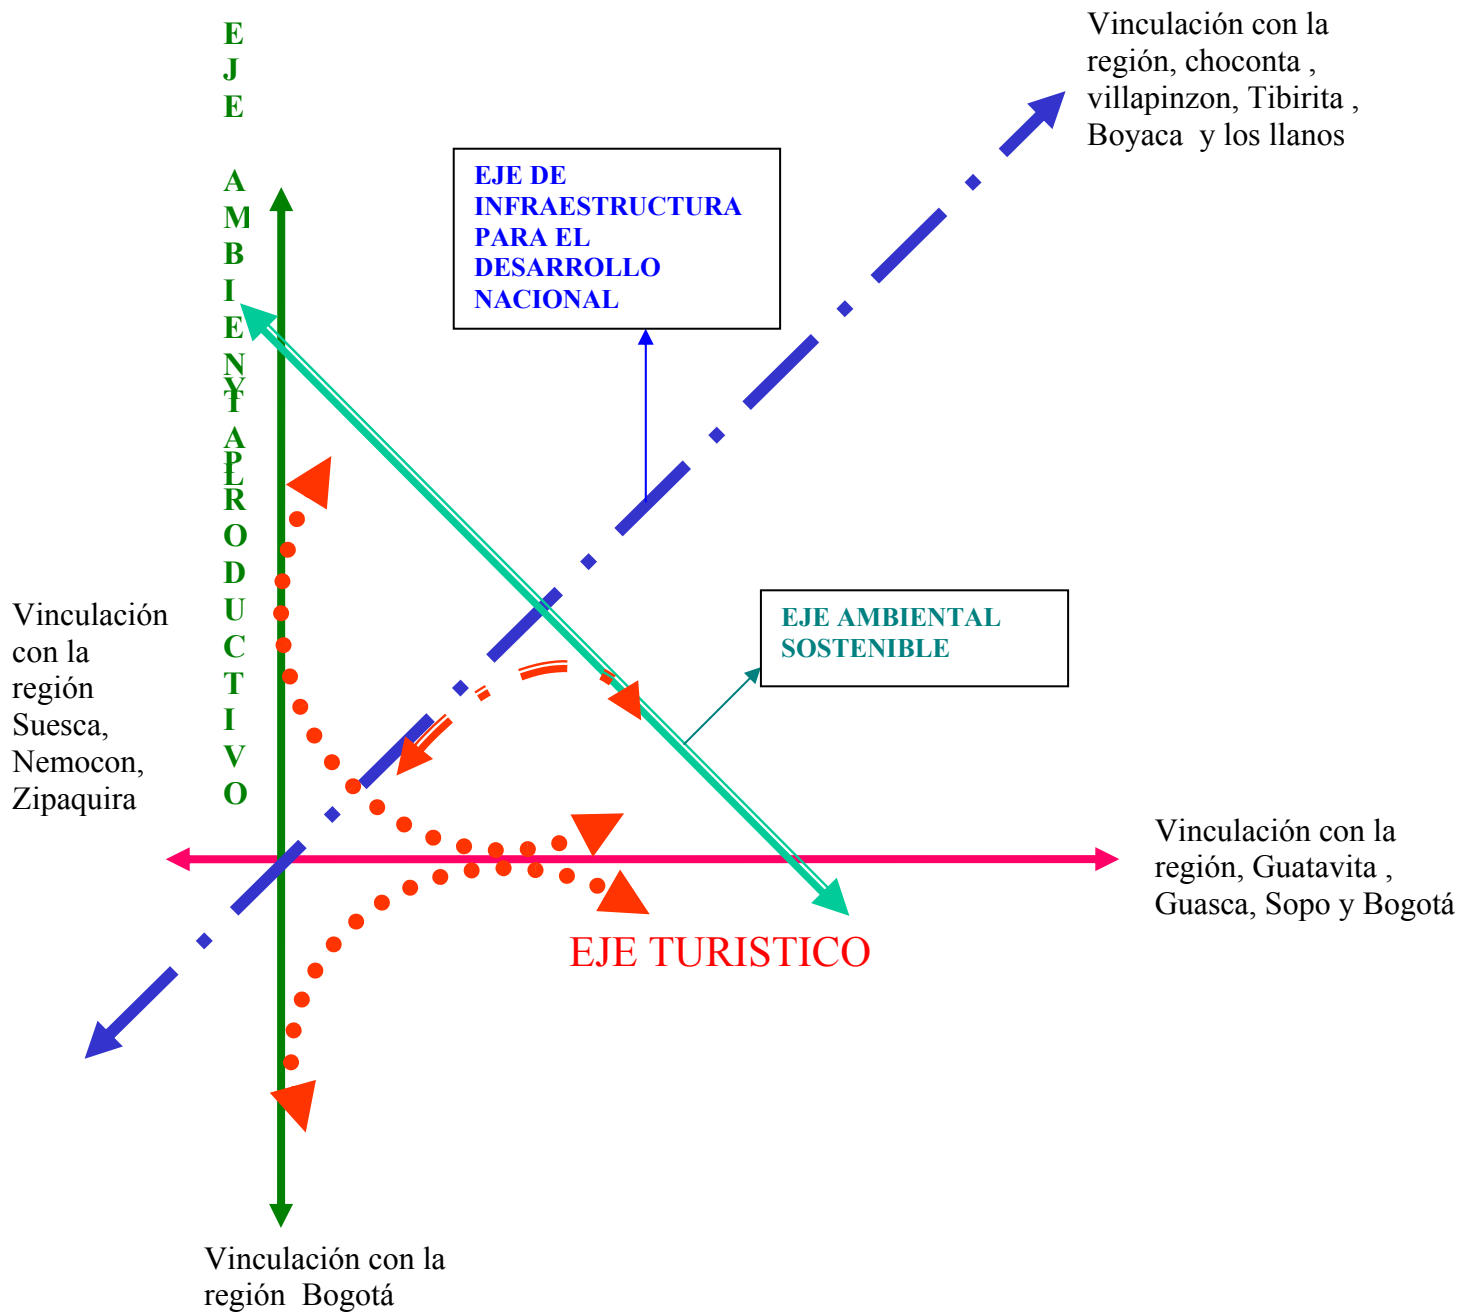 EJE AMBIENTAL
Y PRODUCTIVO
Vinculación con la
región, choconta ,
villapinzon, Tibirita ,
Boyaca y los llanos
EJE DE
INFRAESTRUCTURA
PARA EL
DESARROLLO
NACIONAL
EJE AMBIENTAL
SOSTENIBLE
Vinculación
con la
región
Suesca,
Nemocon,
Zipaquira
Vinculación con la
región, Guatavita ,
Guasca, Sopo y Bogotá
EJE TURISTICO
Vinculación con la
región Bogotá